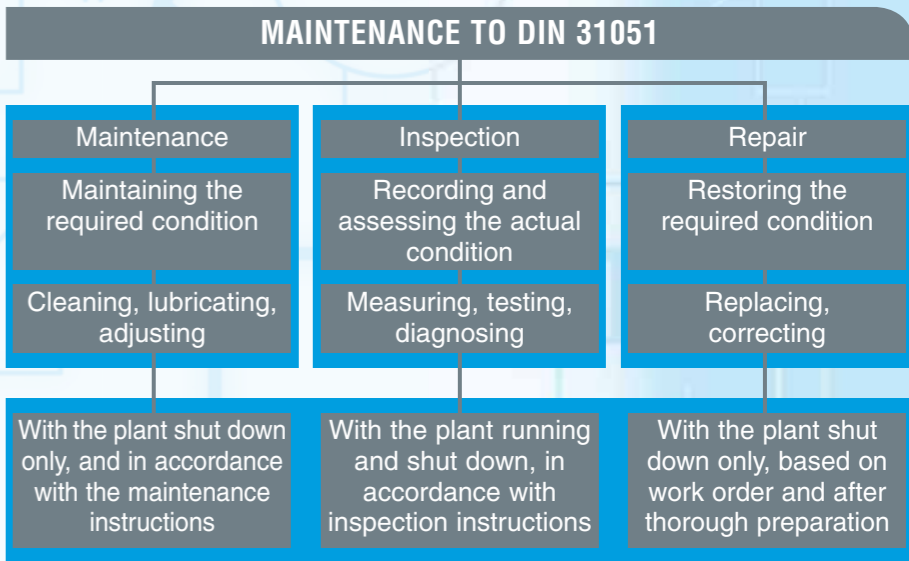 MAINTENANCE TO DIN 31051
Maintenance
Maintaining the
required condition
Cleaning, lubricating,
adjusting
With the plant shut down
only, and in accordance
with the maintenance
instructions
Inspection
Recording and
assessing the actual
condition
Measuring, testing,
diagnosing
With the plant running
and shut down, in
accordance with
inspection instructions
Repair
Restoring the
required condition
Replacing,
correcting
With the plant shut
down only, based on
work order and after
thorough preparation